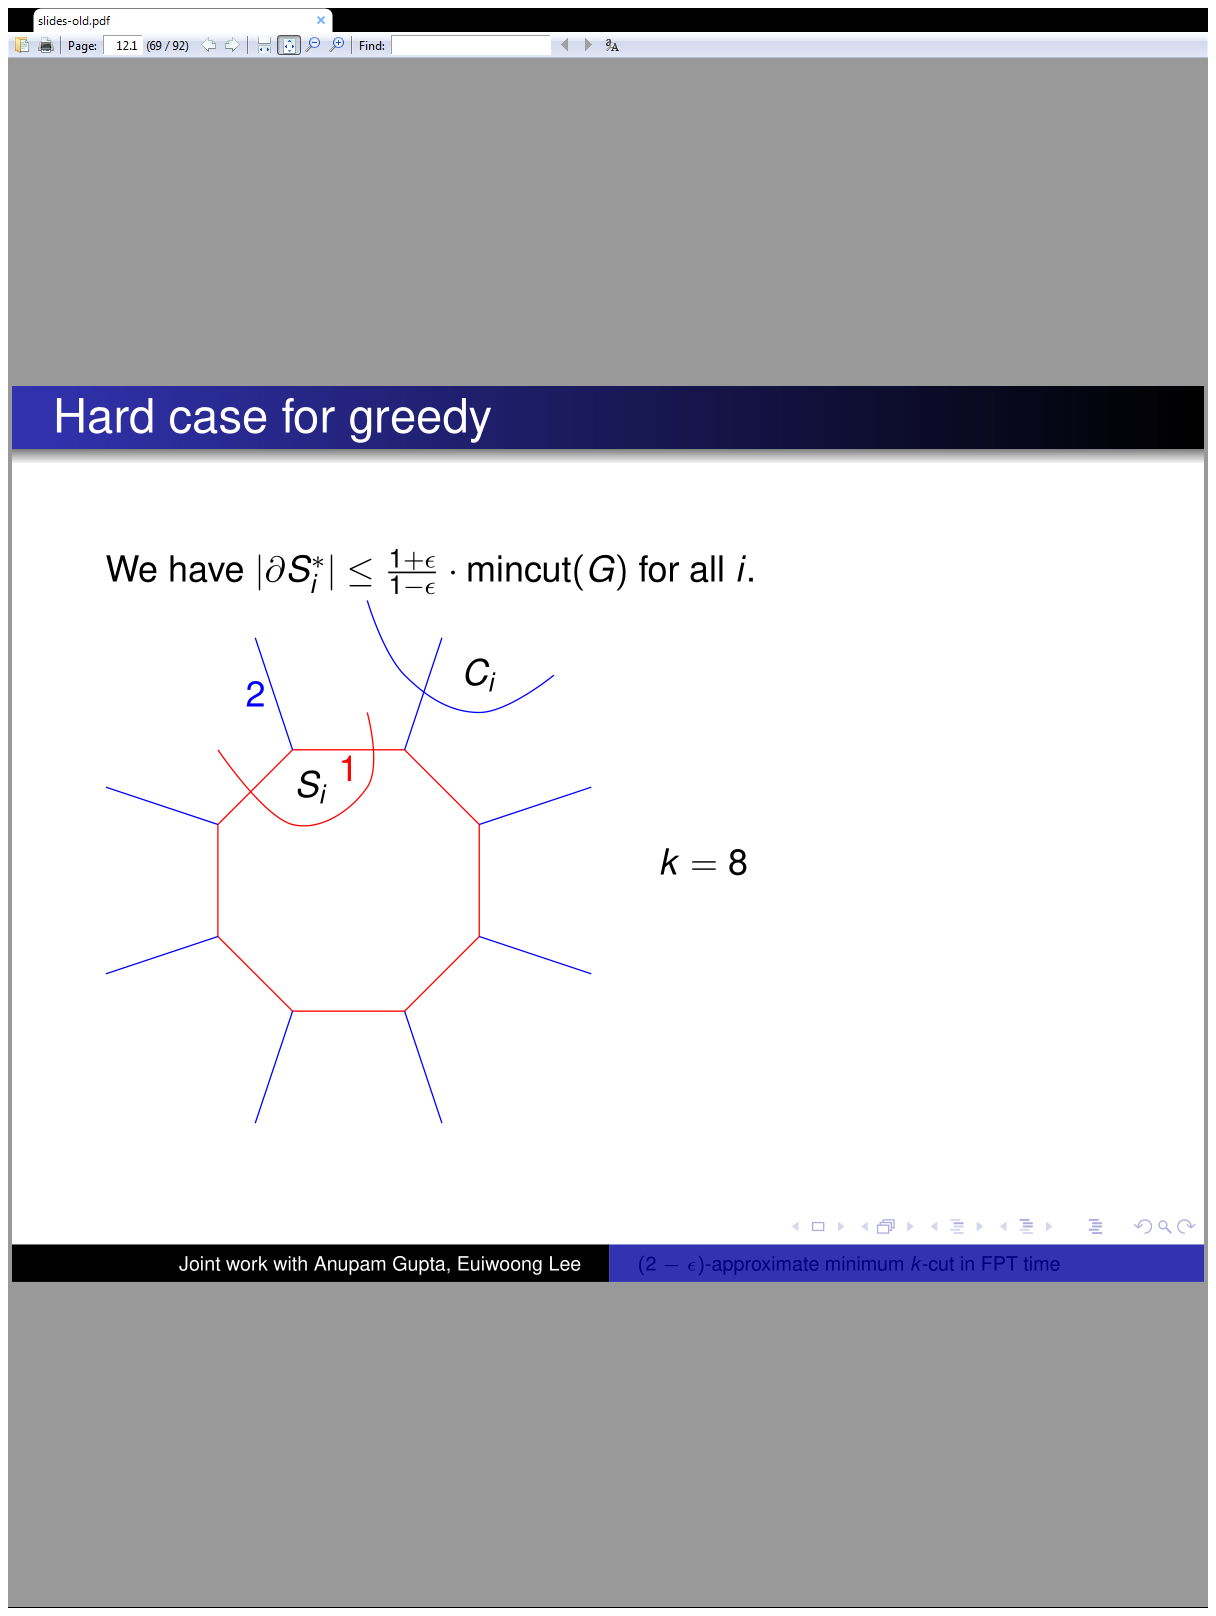 slides-old.pdf
Page: 12.1 (69 / 92) Find:
Hard case for greedy
We have |∂S*ᵢ| ≤ (1+ϵ)/(1−ϵ) · mincut(G) for all i.
Cᵢ
2
1
Sᵢ
k = 8
Joint work with Anupam Gupta, Euiwoong Lee (2 − ϵ)-approximate minimum k-cut in FPT time